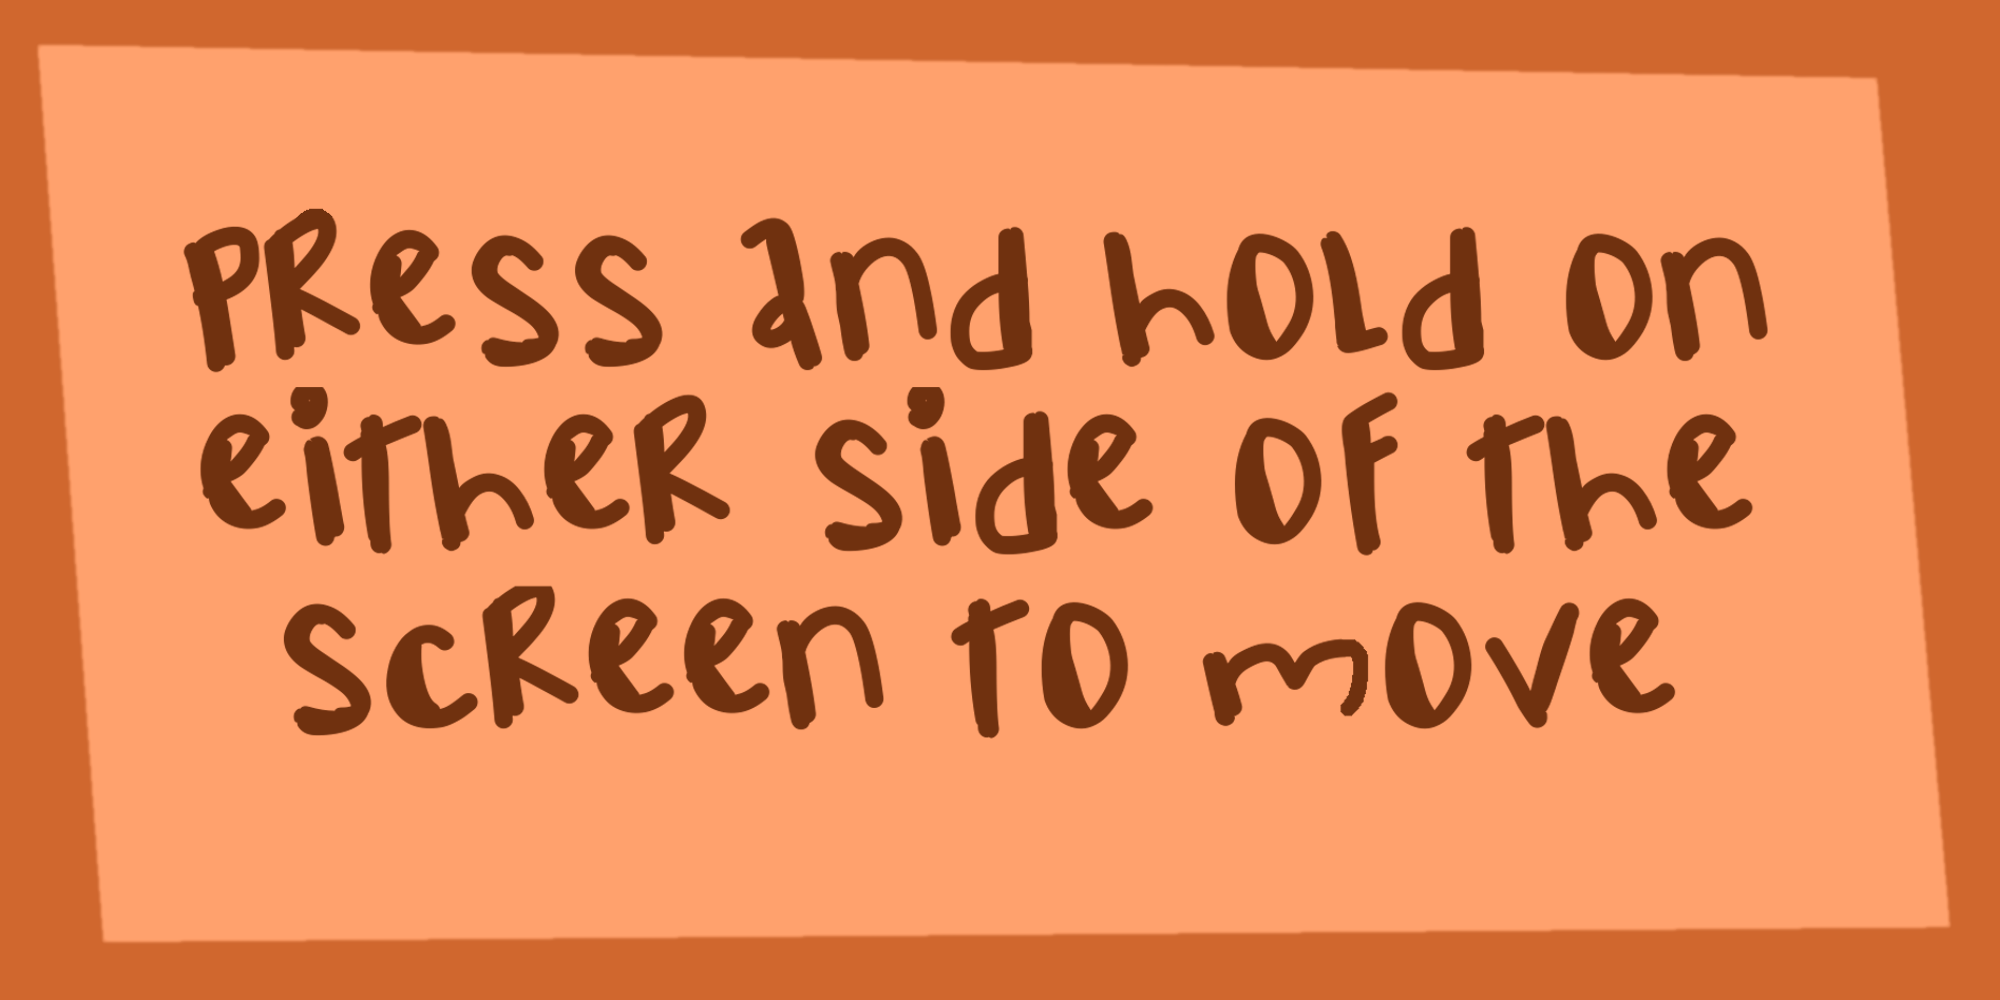 PRess and hold on
eitheR side of the
scReen to move